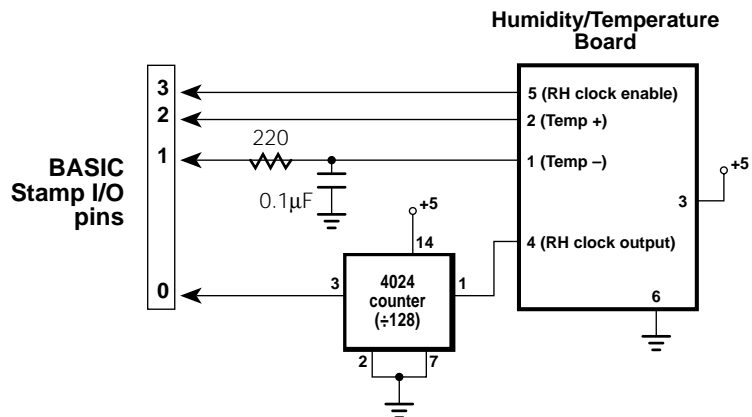 Humidity/Temperature
Board
3
5 (RH clock enable)
2
2 (Temp +)
220
1
1 (Temp –)
BASIC
Stamp I/O
pins
0.1µF
+5
3
+5
14
4 (RH clock output)
0
3
4024
counter
(÷128)
1
6
2
7